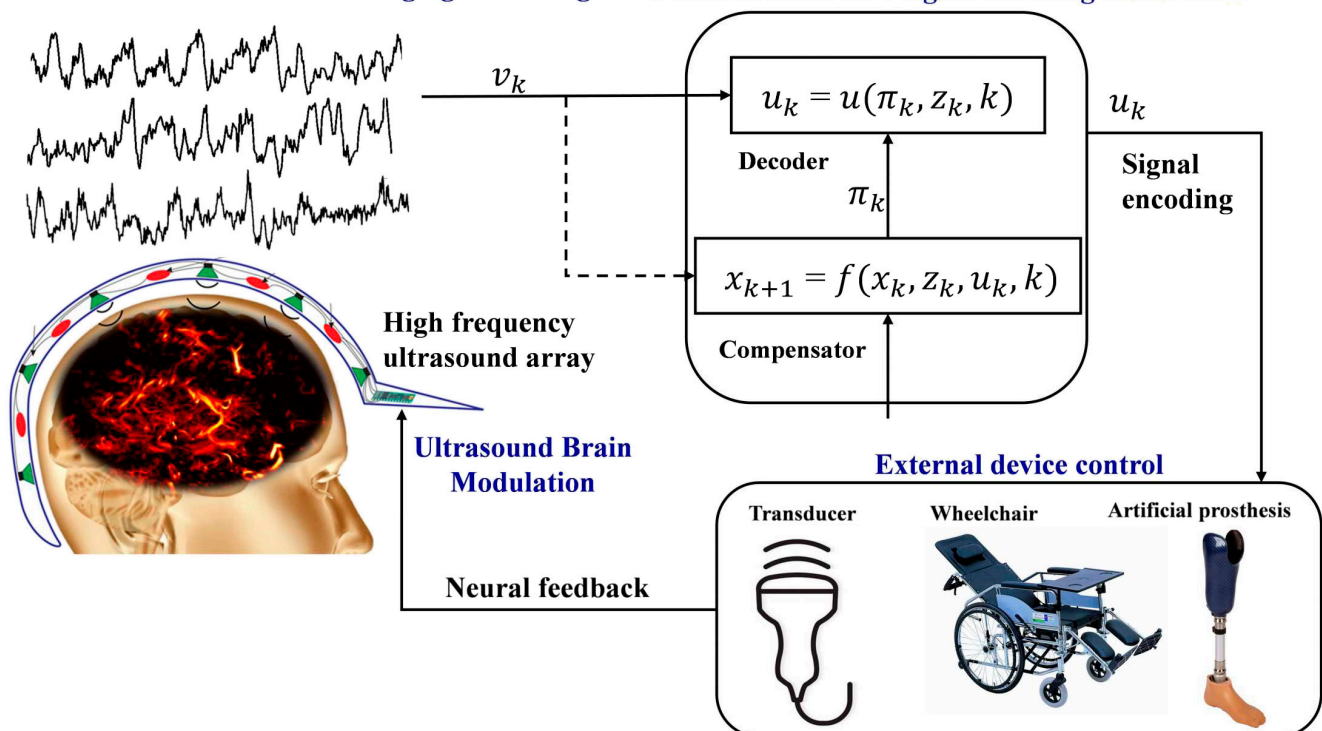 v_k
u_k = u(π_k, z_k, k)
Decoder
π_k
x_{k+1} = f(x_k, z_k, u_k, k)
Compensator
u_k
Signal
encoding
High frequency
ultrasound array
Ultrasound Brain
Modulation
External device control
Transducer
Wheelchair
Artificial prosthesis
Neural feedback